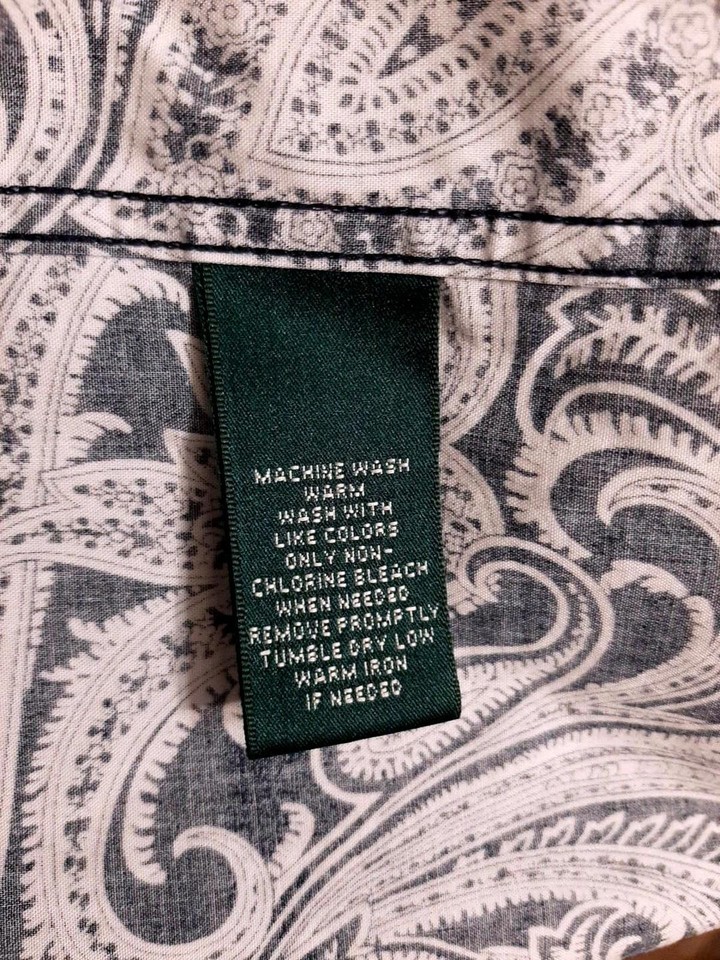 MACHINE WASH
WARM
WASH WITH
LIKE COLORS
ONLY NON-
CHLORINE BLEACH
WHEN NEEDED
REMOVE PROMPTLY
TUMBLE DRY LOW
WARM IRON
IF NEEDED